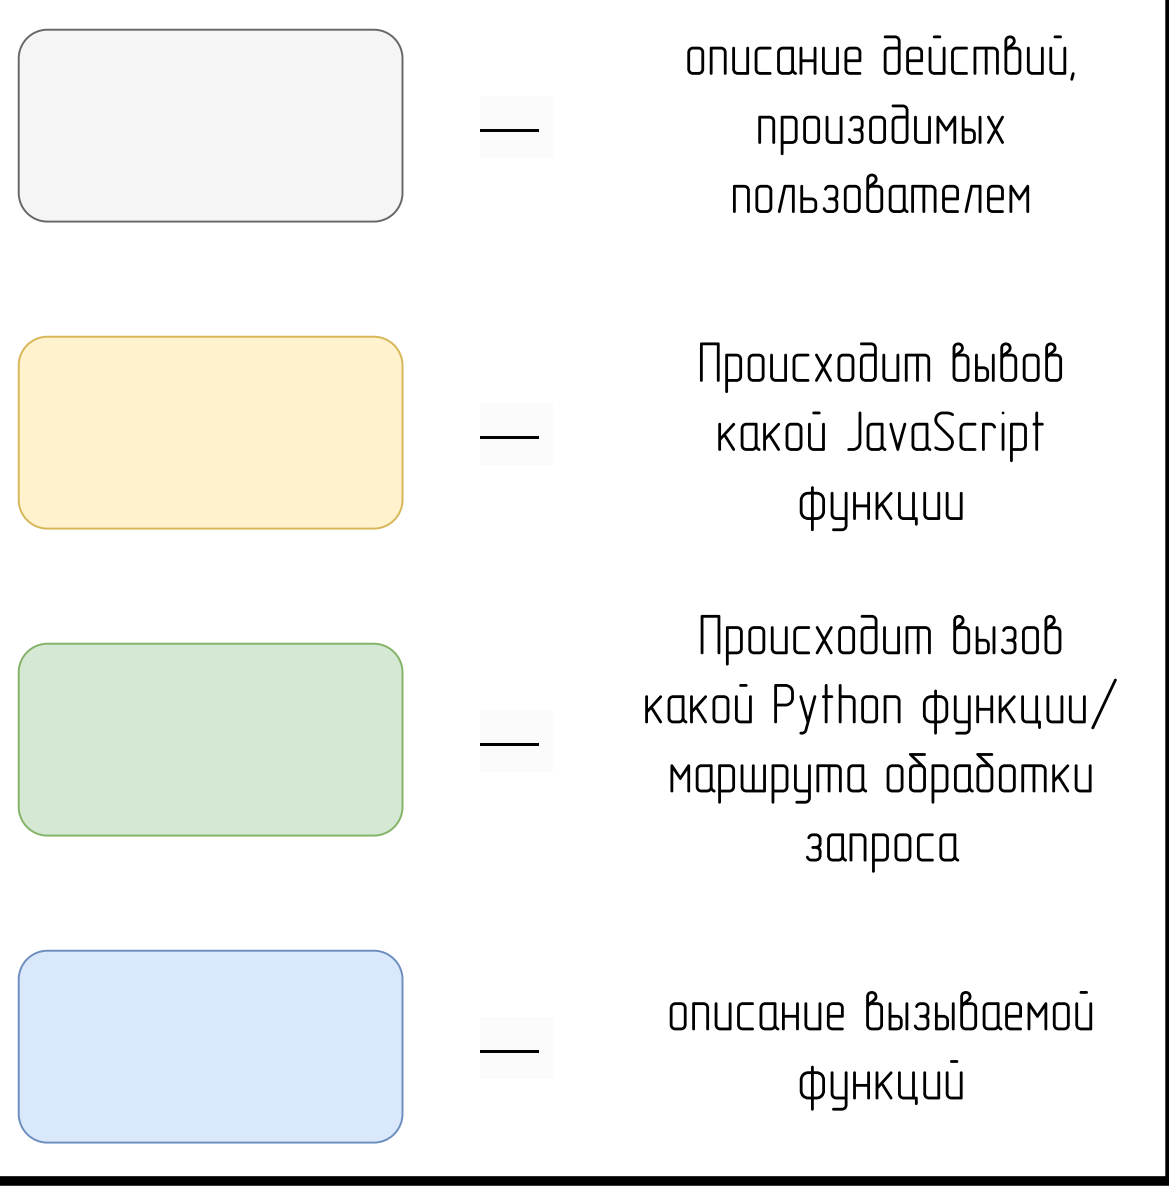 описание действий,
произодимых
пользователем
Происходит вывов
какой JavaScript
функции
Происходит вызов
какой Python функции/
маршрута обработки
запроса
описание вызываемой
функций